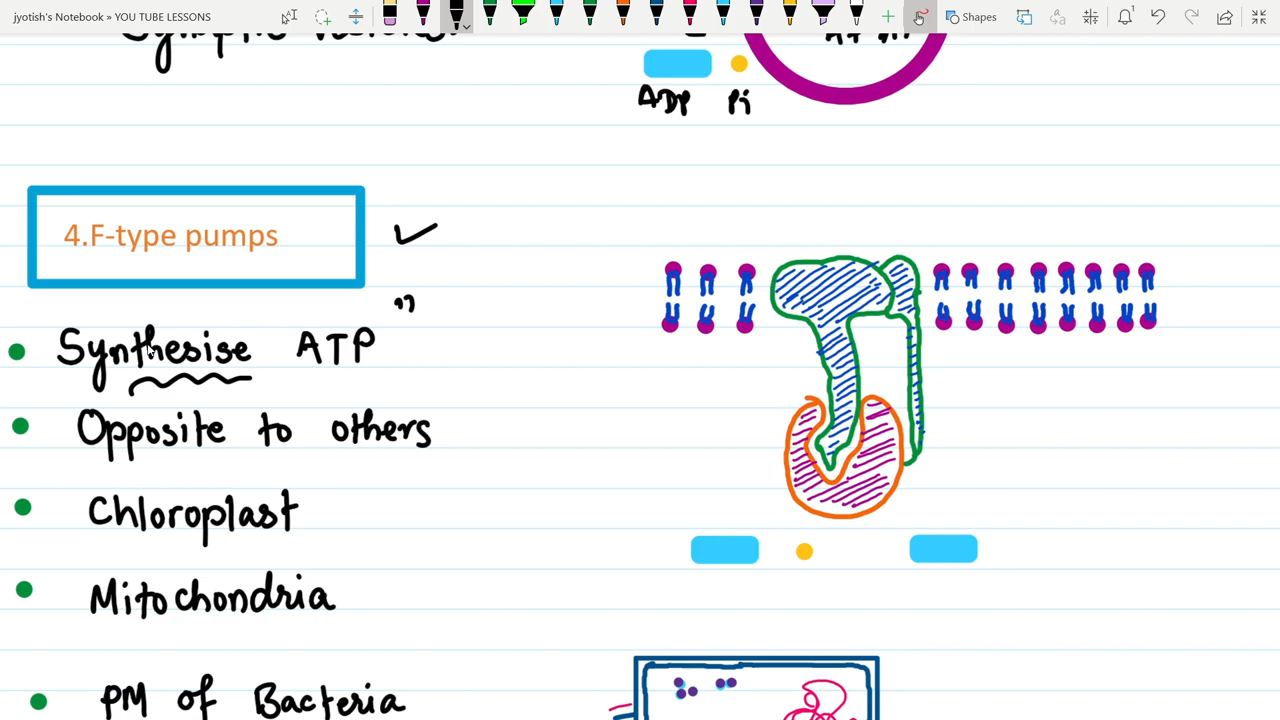 jyotish's Notebook » YOU TUBE LESSONS
Shapes
ADP Pi
4.F-type pumps
Synthesise ATP
Opposite to others
Chloroplast
Mitochondria
PM of Bacteria